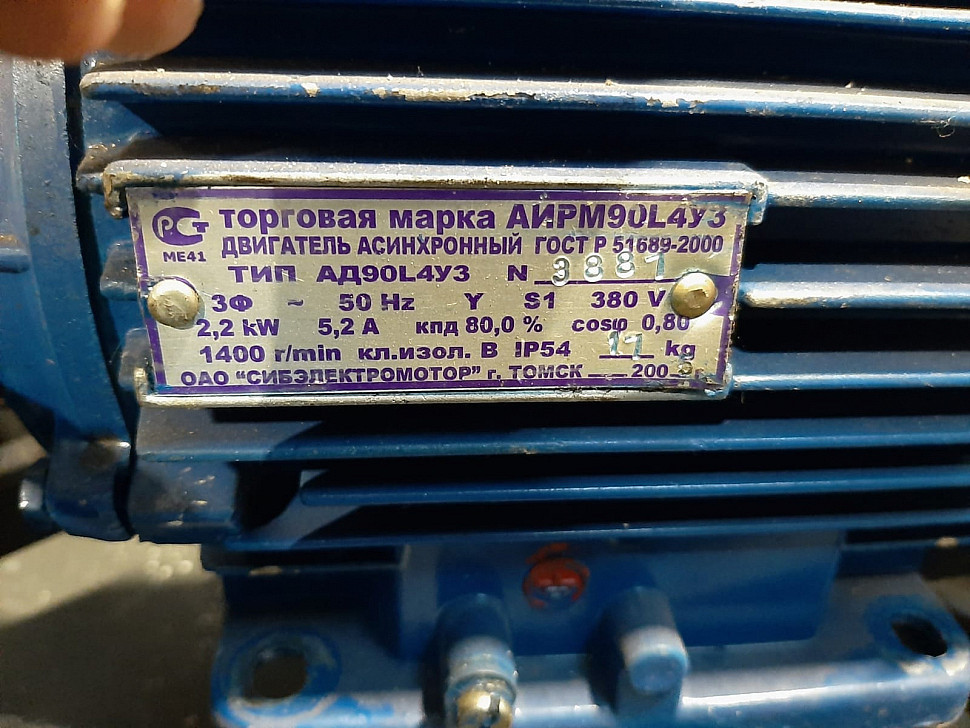 РСТ торговая марка АИРМ90L4У3
МЕ41 ДВИГАТЕЛЬ АСИНХРОННЫЙ ГОСТ Р 51689-2000
ТИП АД90L4У3 N 3881
3Ф ~ 50 Hz Y S1 380 V
2,2 kW 5,2 A кпд 80,0 % cosφ 0,80
1400 r/min кл.изол. В IP54 17 kg
ОАО "СИБЭЛЕКТРОМОТОР" г. ТОМСК 200